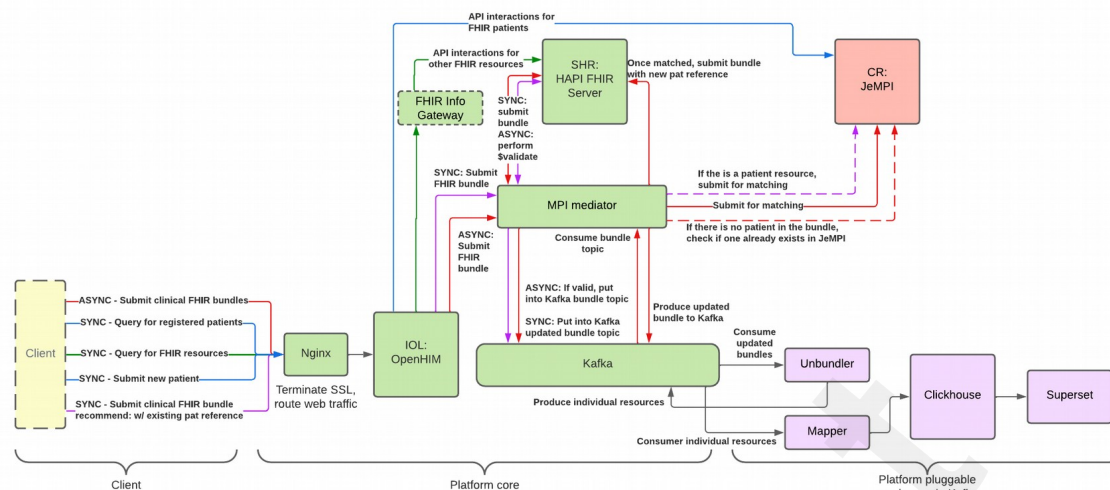 API interactions for
FHIR patients
API interactions for
other FHIR resources
SHR:
HAPI FHIR
Server
Once matched, submit bundle
with new pat reference
CR:
JeMPI
FHIR Info
Gateway
SYNC:
submit
bundle
ASYNC:
perform
$validate
SYNC: Submit
FHIR bundle
If the is a patient resource,
submit for matching
MPI mediator
Submit for matching
If there is no patient in the bundle,
check if one already exists in JeMPI
ASYNC:
Submit
FHIR
bundle
Consume bundle
topic
ASYNC: If valid, put
into Kafka bundle topic
SYNC: Put into Kafka
updated bundle topic
Produce updated
bundle to Kafka
Client
ASYNC - Submit clinical FHIR bundles
SYNC - Query for registered patients
SYNC - Query for FHIR resources
SYNC - Submit new patient
SYNC - Submit clinical FHIR bundle
recommend: w/ existing pat reference
Nginx
Terminate SSL,
route web traffic
IOL:
OpenHIM
Kafka
Consume
updated
bundles
Unbundler
Produce individual resources
Consumer individual resources
Mapper
Clickhouse
Superset
Client
Platform core
Platform pluggable